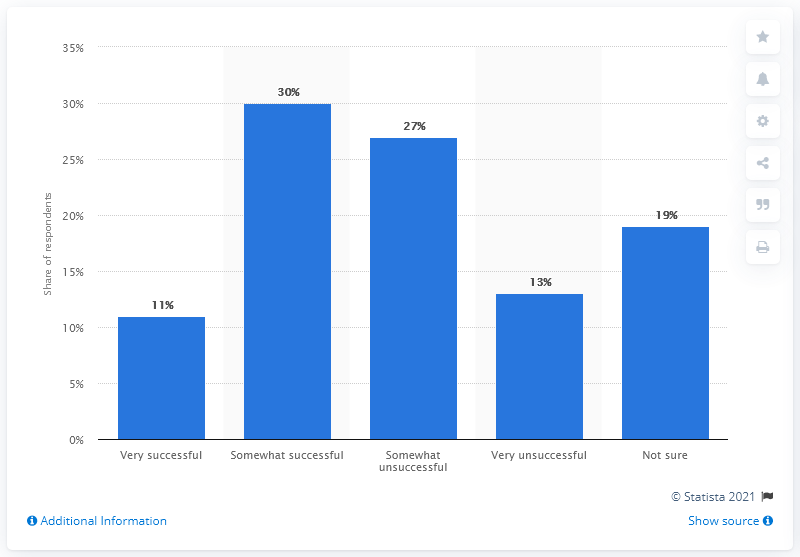 35%
30%
25%
20%
15%
10%
5%
0%
Share of respondents
11%
30%
27%
13%
19%
Very successful
Somewhat successful
Somewhat
unsuccessful
Very unsuccessful
Not sure
© Statista 2021
Additional Information
Show source